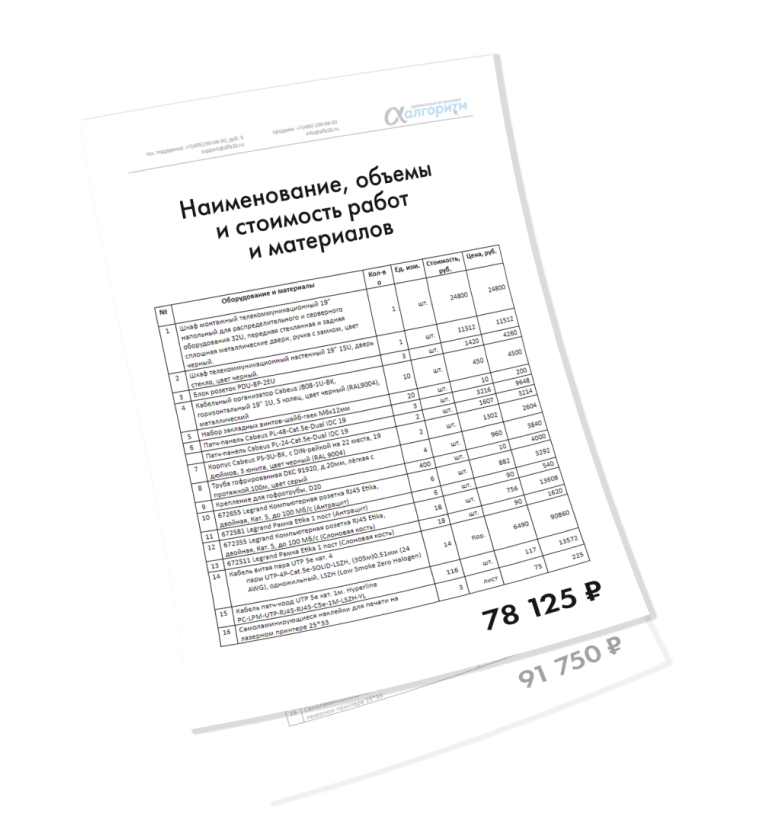 алгоритм
тех. поддержка: +7(495)150-06-02, доб. 3
support@alfa1b.ru
продажи: +7(495) 150-06-02
info@alfa1b.ru
Наименование, объемы
и стоимость работ
и материалов
№ Оборудование и материалы Кол-во Ед. изм. Стоимость, руб. Цена, руб.
1 Шкаф монтажный телекоммуникационный 19" 1 шт. 24800 24800
напольный для распределительного и серверного
оборудования 32U, передняя стеклянная и задняя
сплошная металлические двери, ручка с замком, цвет
черный.
2 Шкаф телекоммуникационный настенный 19" 15U, дверь 1 шт. 11512 11512
стекло, цвет черный
3 Блок розеток PDU-8P-2EU 3 шт. 1420 4260
4 Кабельный организатор Cabeus JB08-1U-BK, 10 шт. 450 4500
горизонтальный 19" 1U, 5 колец, цвет черный (RAL9004),
металлический
5 Набор закладных винтов-шайб-гаек М6х12мм 20 шт. 10 200
6 Патч-панель Cabeus PL-48-Cat.5e-Dual IDC 19 3 шт. 3216 9648
Патч-панель Cabeus PL-24-Cat.5e-Dual IDC 19 2 шт. 1607 3214
7 Корпус Cabeus PS-3U-BK, с DIN-рейкой на 22 места, 19 2 шт. 1302 2604
дюймов, 3 юнита, цвет черный (RAL 9004)
8 Труба гофрированная DKC 91920, д.20мм, лёгкая с 4 шт. 960 3840
протяжкой,100м, цвет серый
9 Крепление для гофротрубы, D20 400 шт. 10 4000
10 672655 Legrand Компьютерная розетка RJ45 Etika, 6 шт. 882 5292
двойная, Кат. 5, до 100 Мб/с (Антрацит)
11 672581 Legrand Рамка Etika 1 пост (Антрацит) 6 шт. 90 540
12 672355 Legrand Компьютерная розетка RJ45 Etika, 18 шт. 756 13608
двойная, Кат. 5, до 100 Мб/с (Слоновая кость)
13 672511 Legrand Рамка Etika 1 пост (Слоновая кость) 18 шт. 90 1620
14 Кабель витая пара UTP 5e кат. 4 14 Кор. 6490 90860
пары UTP-4P-Cat.5e-SOLID-LSZH, (305м)0,51мм (24
AWG), одножильный, LSZH (Low Smoke Zero Halogen)
15 Кабель патч-корд UTP 5e кат. 1м. Hyperline 116 шт. 117 13572
PC-LPM-UTP-RJ45-RJ45-C5e-1M-LSZH-YL
16 Самоламинирующиеся наклейки для печати на 3 лист 75 225
лазерном принтере 25*33
78 125 ₽
91 750 ₽
16 Самоламинирующиеся
лазерном принтере 25*33